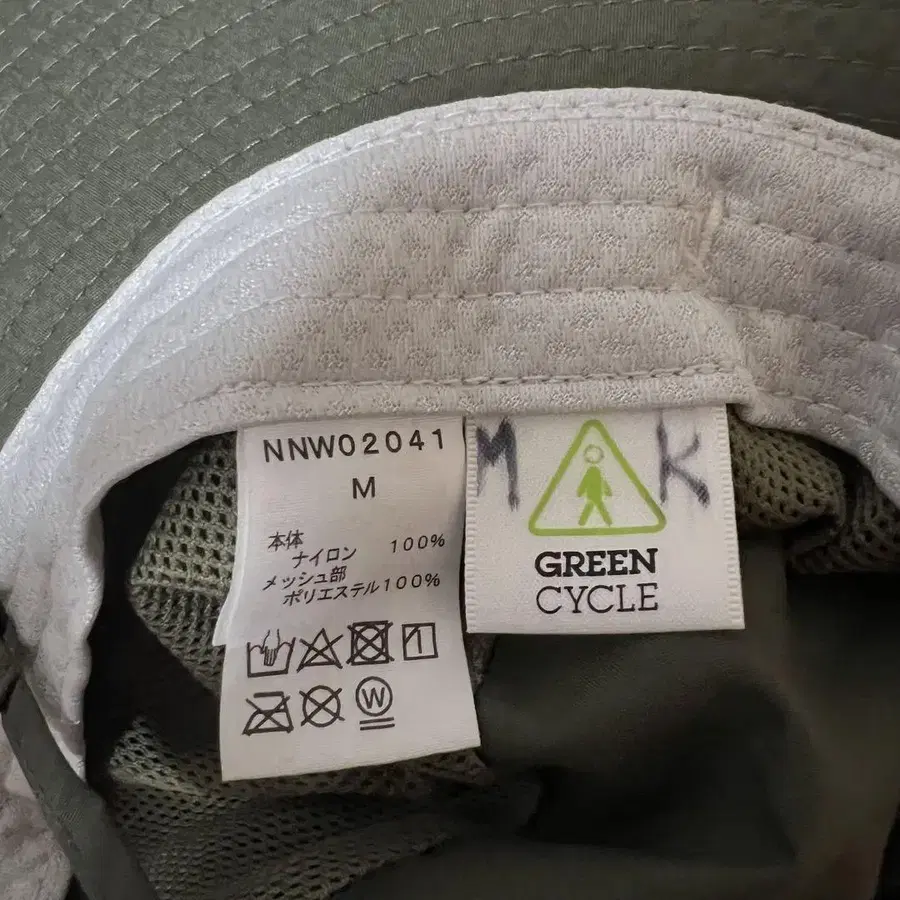 NNW02041
M
本体
ナイロン 100%
メッシュ部
ポリエステル100%
W
M K
GREEN
CYCLE